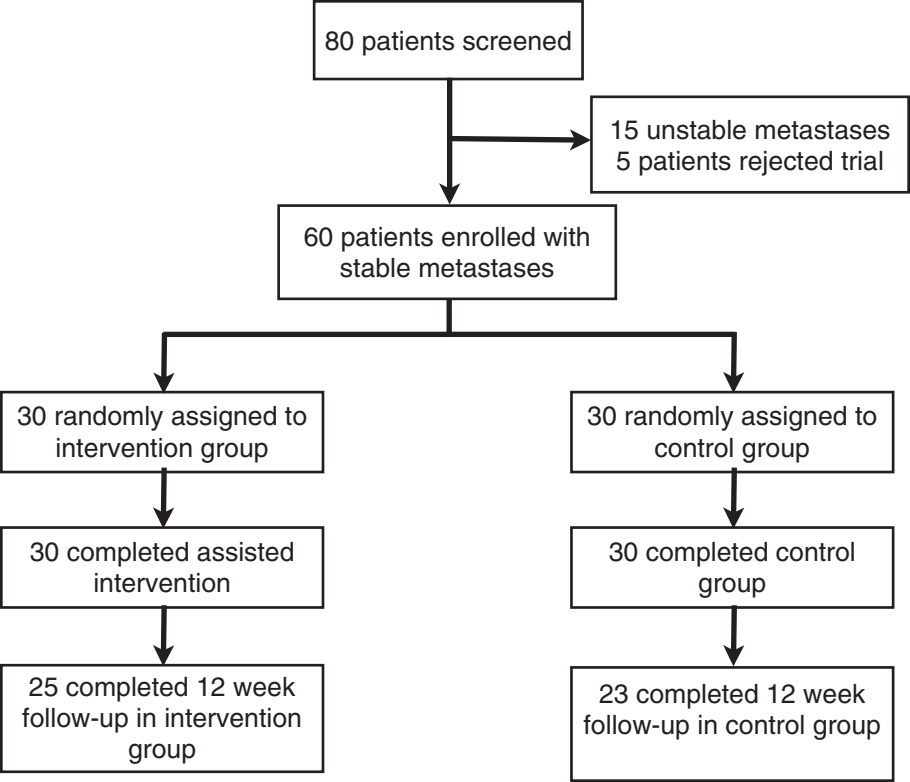 80 patients screened
15 unstable metastases
5 patients rejected trial
60 patients enrolled with
stable metastases
30 randomly assigned to
intervention group
30 randomly assigned to
control group
30 completed assisted
intervention
30 completed control
group
25 completed 12 week
follow-up in intervention
group
23 completed 12 week
follow-up in control group